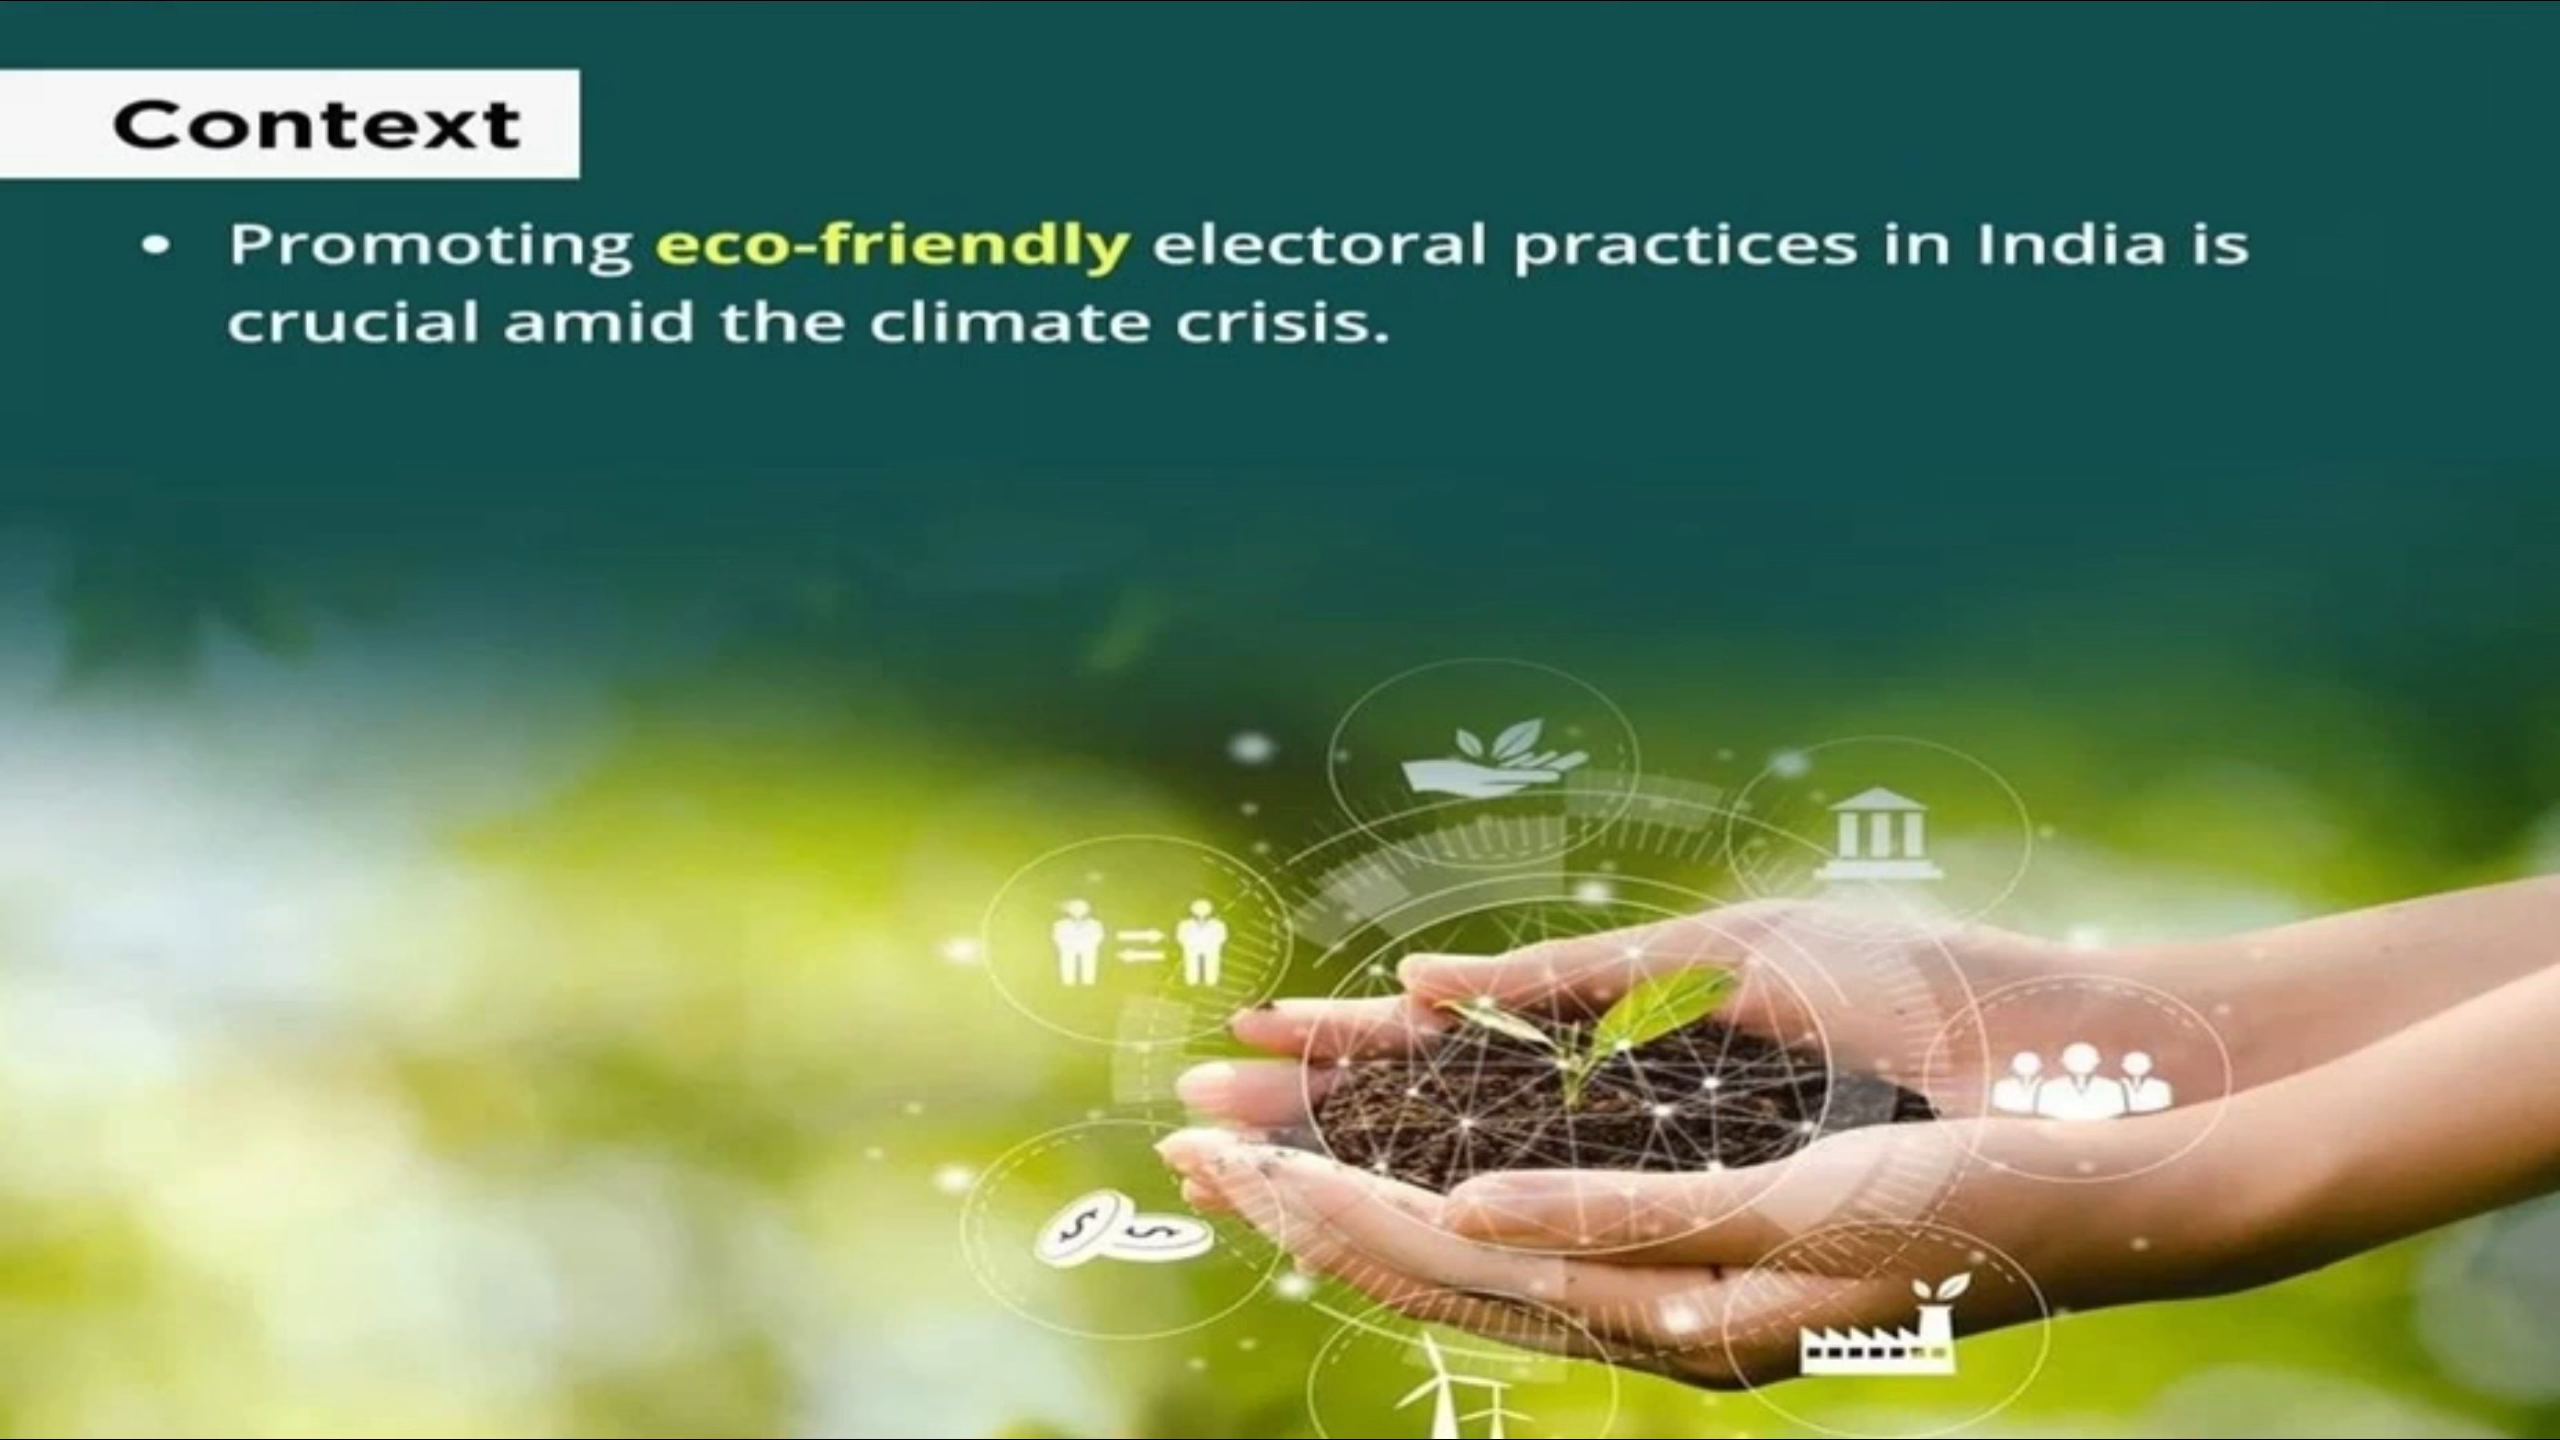 Context
• Promoting eco-friendly electoral practices in India is
crucial amid the climate crisis.
$ $